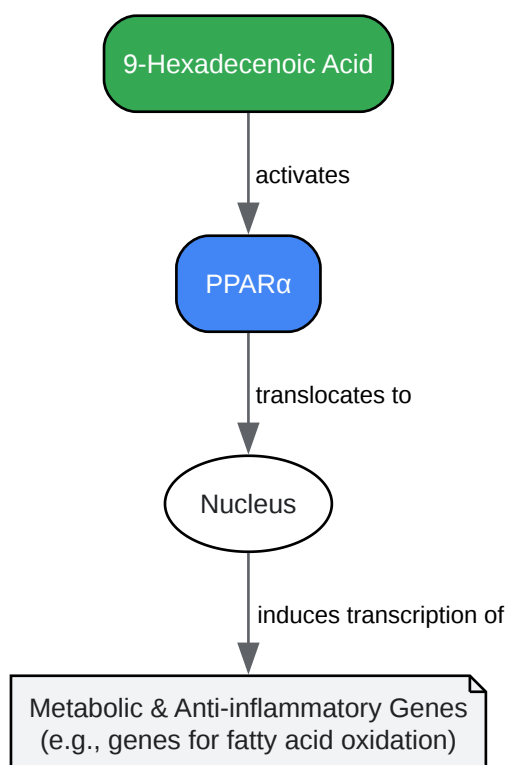 9-Hexadecenoic Acid
activates
PPARα
translocates to
Nucleus
induces transcription of
Metabolic & Anti-inflammatory Genes
(e.g., genes for fatty acid oxidation)